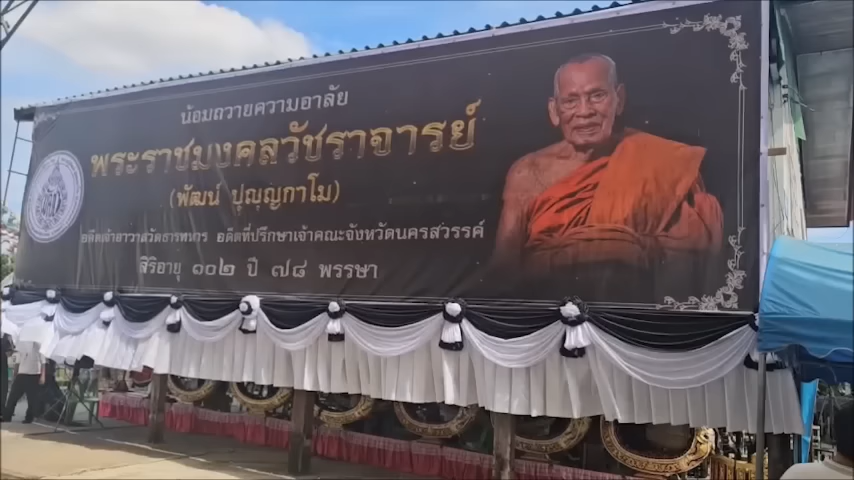 น้อมถวายความอาลัย
พระราชมงคลวัชราจารย์
(พัฒน์ ปุญญกาโม)
อดีตเจ้าอาวาสวัดธารทหาร อดีตที่ปรึกษาเจ้าคณะจังหวัดนครสวรรค์
สิริอายุ ๑๐๒ ปี ๗๘ พรรษา